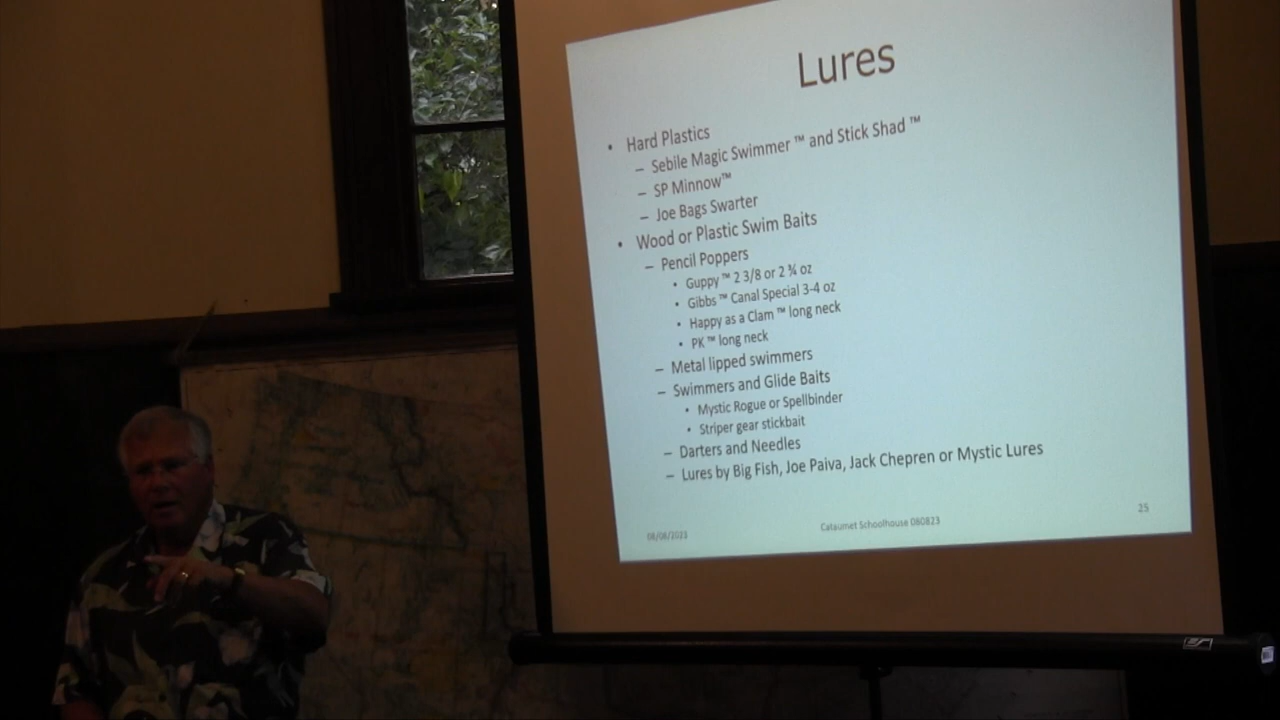 Lures
• Hard Plastics
– Sebile Magic Swimmer ™ and Stick Shad ™
– SP Minnow™
– Joe Bags Swarter
• Wood or Plastic Swim Baits
– Pencil Poppers
• Guppy ™ 2 3/8 or 2 ¾ oz
• Gibbs ™ Canal Special 3-4 oz
• Happy as a Clam ™ long neck
• PK ™ long neck
– Metal lipped swimmers
– Swimmers and Glide Baits
• Mystic Rogue or Spellbinder
• Striper gear stickbait
– Darters and Needles
– Lures by Big Fish, Joe Paiva, Jack Chepren or Mystic Lures
08/08/2023
Cataumet Schoolhouse 080823
25